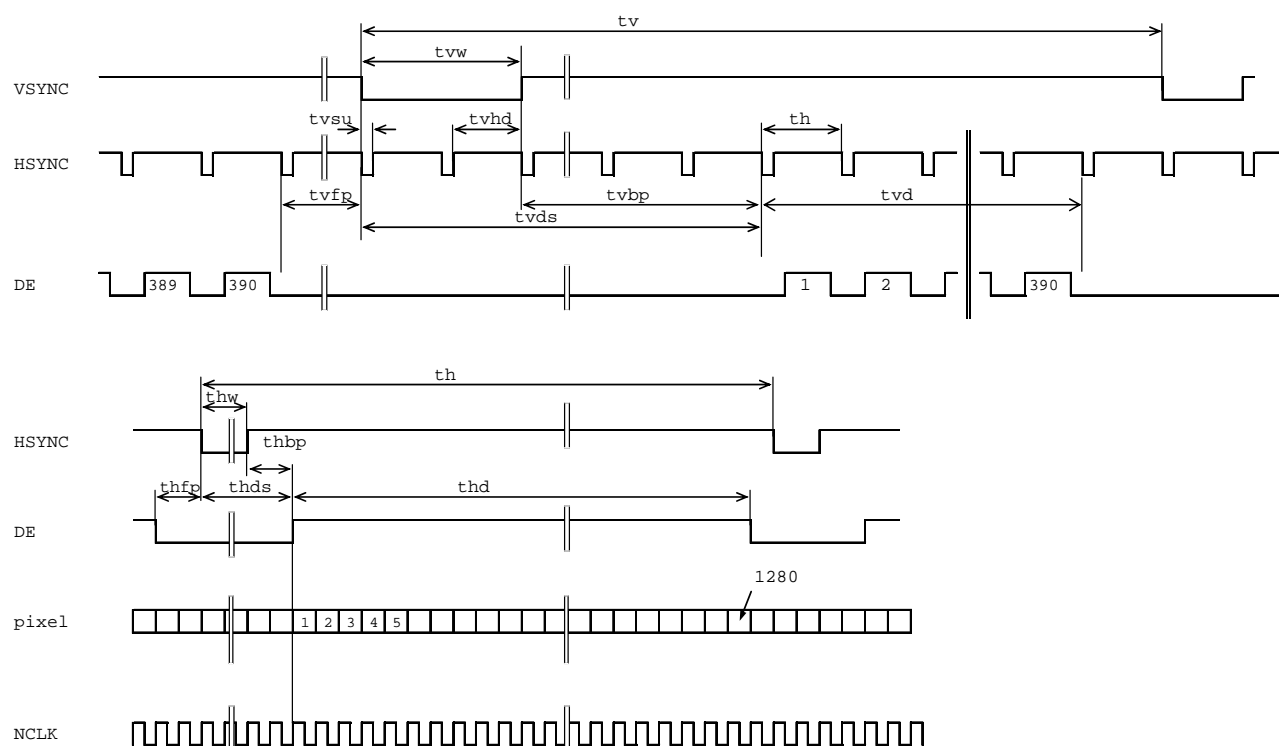 tv
tvw
VSYNC
tvsu tvhd th
HSYNC
tvfp tvbp tvd
tvds
DE 389 390 1 2 390
th
thw
HSYNC
thbp
thfp thds thd
DE
1280
pixel 1 2 3 4 5
NCLK